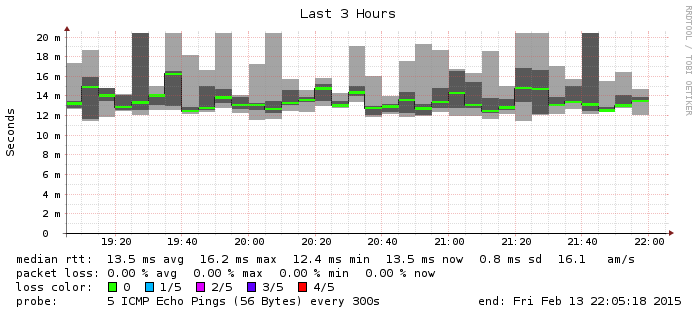 Last 3 Hours
RRDTOOL / TOBI OETIKER
Seconds
20 m
18 m
16 m
14 m
12 m
10 m
8 m
6 m
4 m
2 m
0
19:20 19:40 20:00 20:20 20:40 21:00 21:20 21:40 22:00
median rtt: 13.5 ms avg 16.2 ms max 12.4 ms min 13.5 ms now 0.8 ms sd 16.1 am/s
packet loss: 0.00 % avg 0.00 % max 0.00 % min 0.00 % now
loss color: 0 1/5 2/5 3/5 4/5
probe: 5 ICMP Echo Pings (56 Bytes) every 300s end: Fri Feb 13 22:05:18 2015